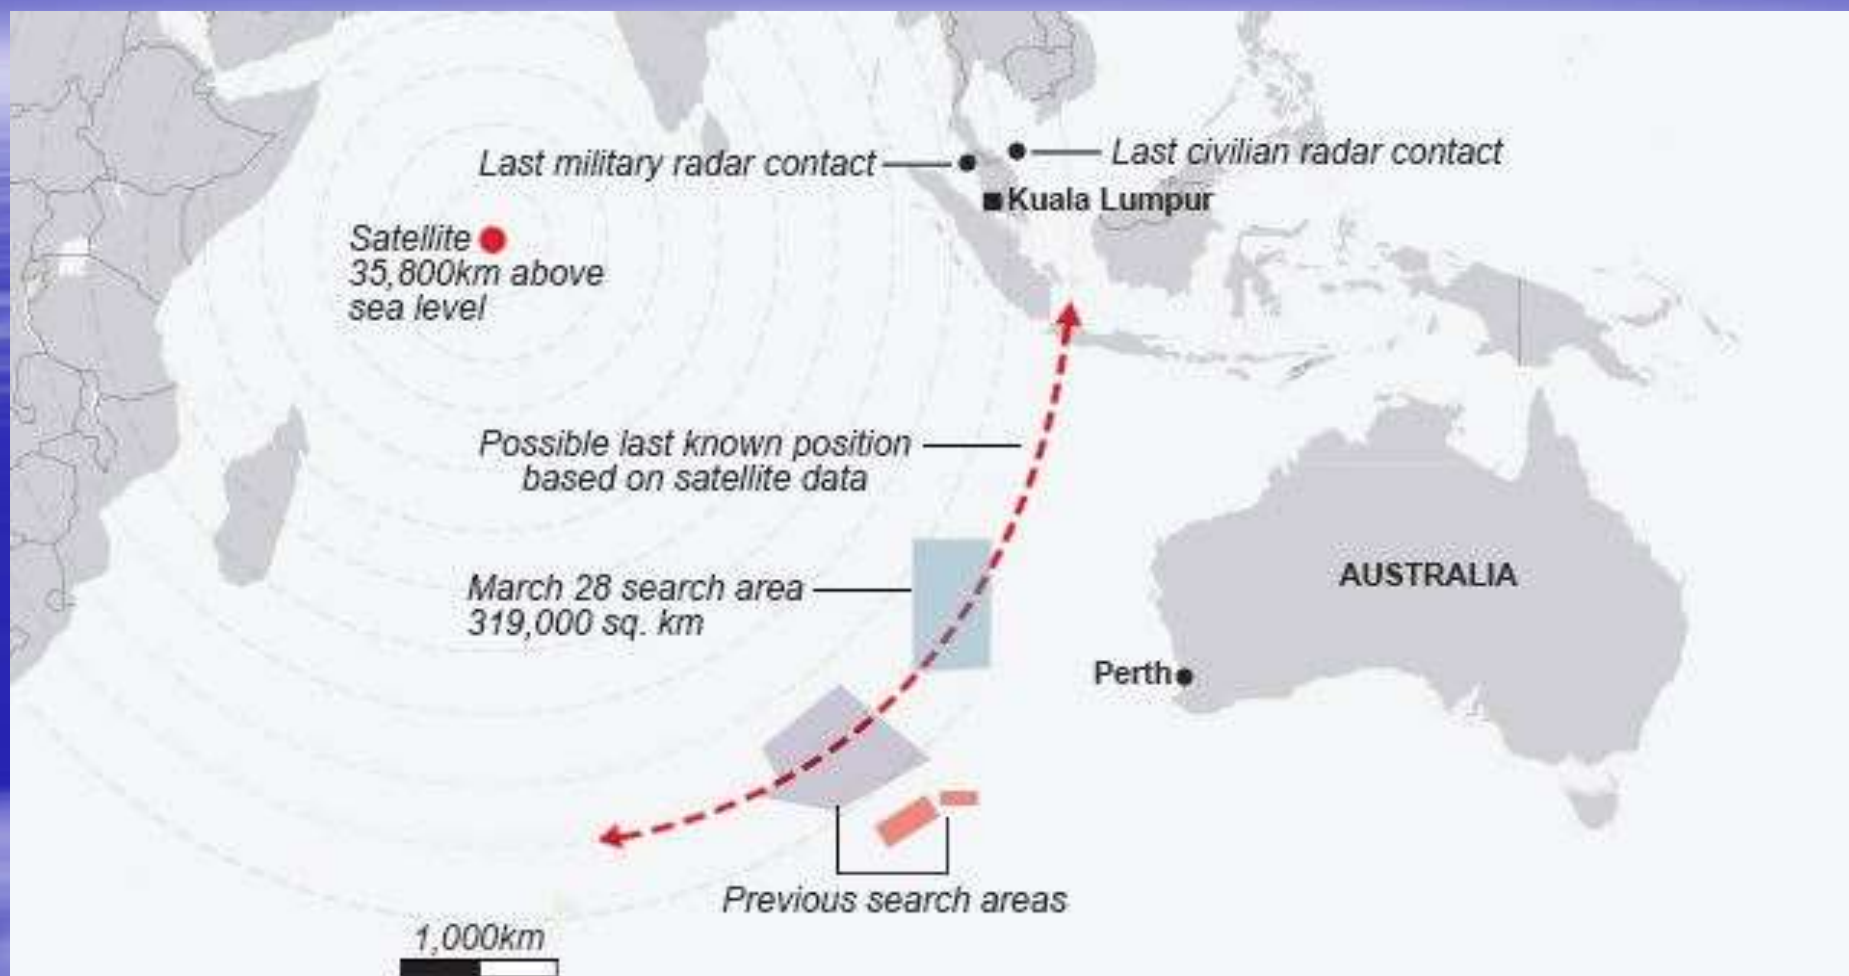 Last military radar contact
Last civilian radar contact
Kuala Lumpur
Satellite
35,800km above
sea level
Possible last known position
based on satellite data
March 28 search area
319,000 sq. km
AUSTRALIA
Perth
Previous search areas
1,000km